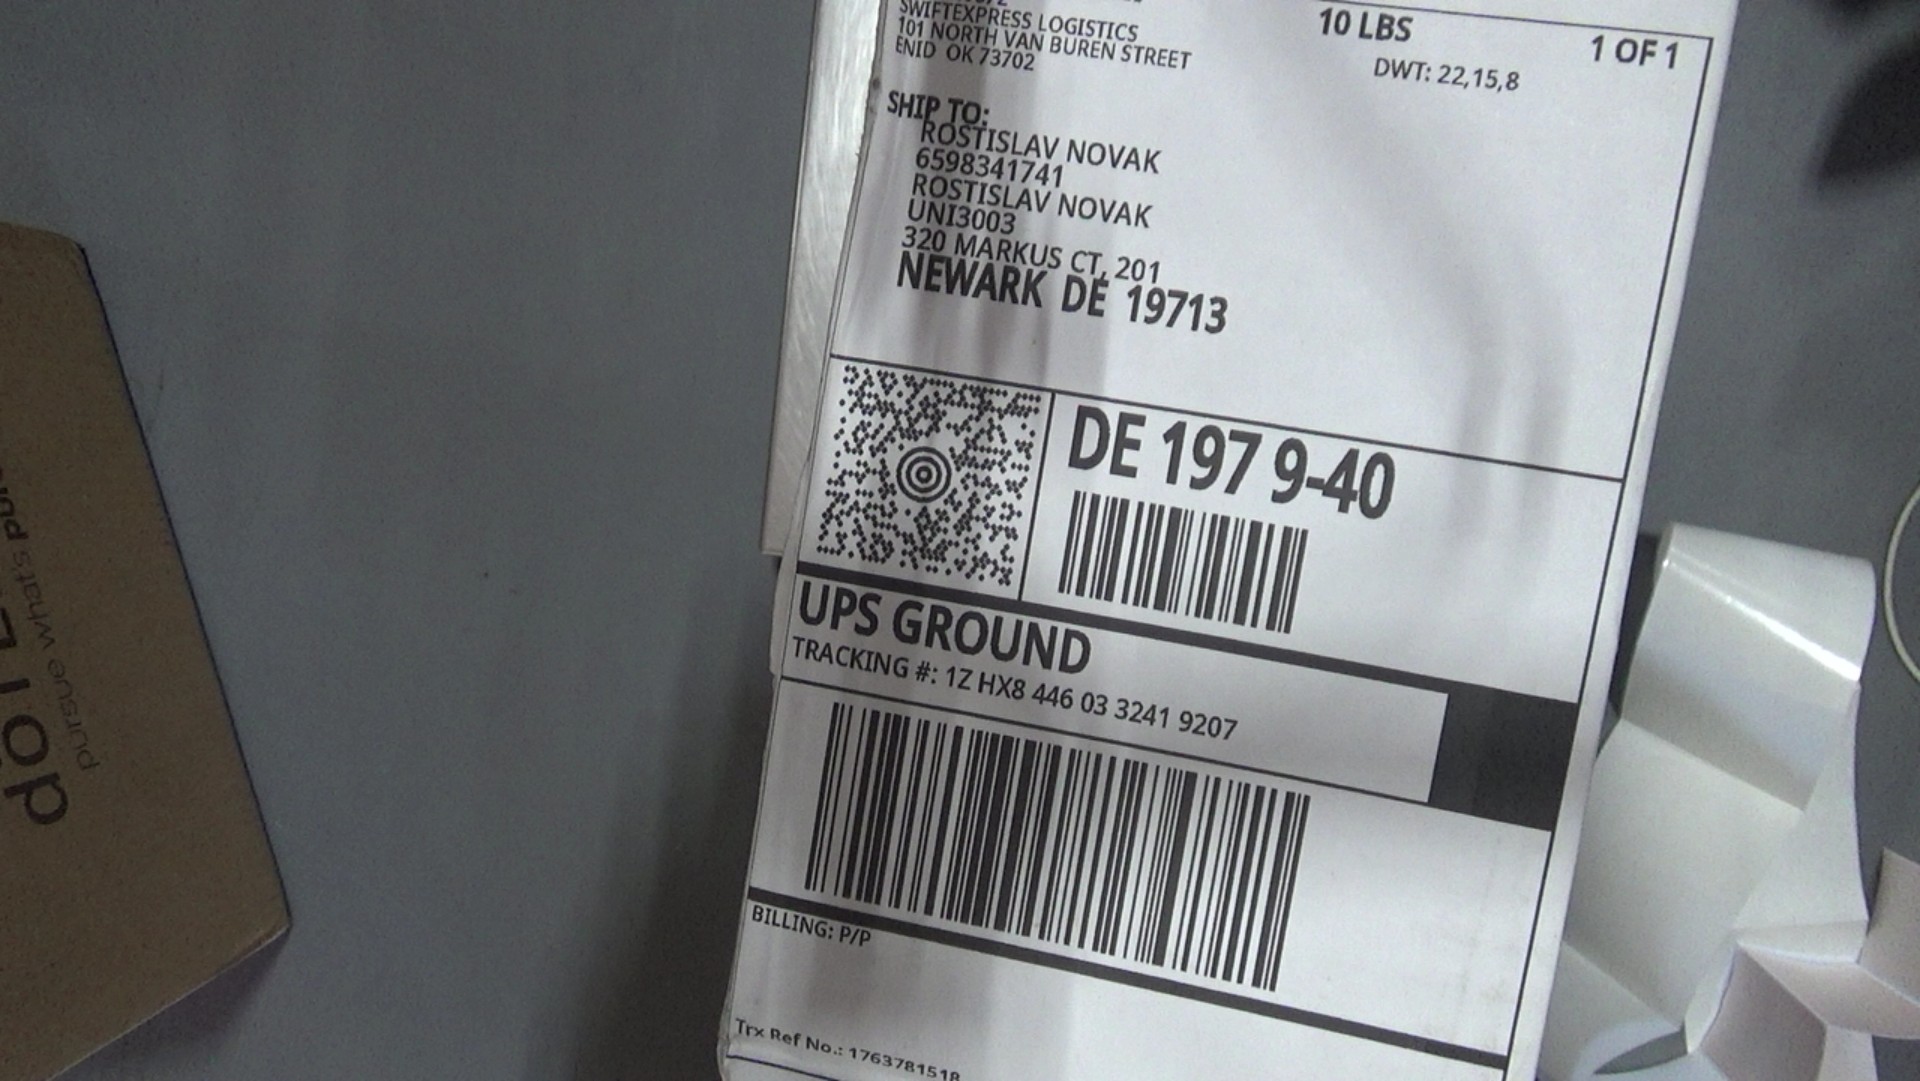 SWIFTEXPRESS LOGISTICS
101 NORTH VAN BUREN STREET
ENID OK 73702
10 LBS
1 OF 1
DWT: 22,15,8
SHIP TO:
ROSTISLAV NOVAK
6598341741
ROSTISLAV NOVAK
UNI3003
320 MARKUS CT, 201
NEWARK DE 19713
DE 197 9-40
UPS GROUND
TRACKING #: 1Z HX8 446 03 3241 9207
BILLING: P/P
Trx Ref No.: 1763781518
pursue what's
do